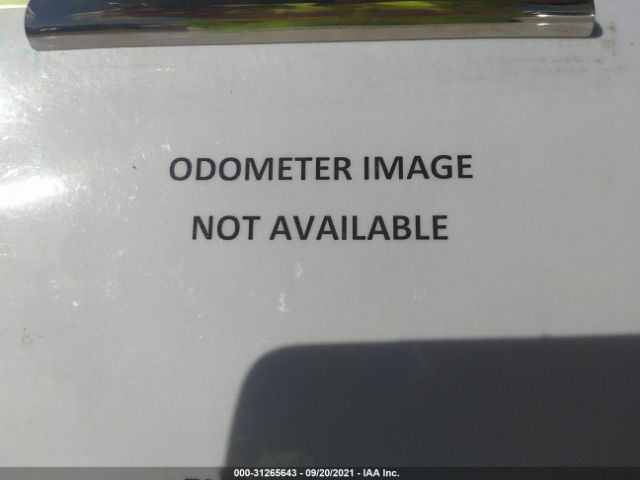 ODOMETER IMAGE
NOT AVAILABLE
000-31265643 - 09/20/2021 - IAA Inc.